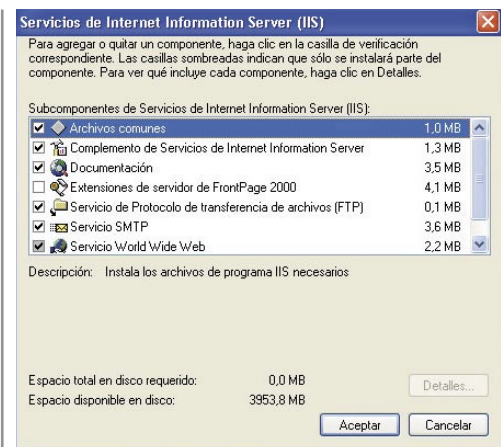 Servicios de Internet Information Server (IIS)
Para agregar o quitar un componente, haga clic en la casilla de verificación
correspondiente. Las casillas sombreadas indican que sólo se instalará parte del
componente. Para ver qué incluye cada componente, haga clic en Detalles.
Subcomponentes de Servicios de Internet Information Server (IIS):
Archivos comunes 1,0 MB
Complemento de Servicios de Internet Information Server 1,3 MB
Documentación 3,5 MB
Extensiones de servidor de FrontPage 2000 4,1 MB
Servicio de Protocolo de transferencia de archivos (FTP) 0,1 MB
Servicio SMTP 3,6 MB
Servicio World Wide Web 2,2 MB
Descripción: Instala los archivos de programa IIS necesarios
Espacio total en disco requerido: 0,0 MB
Detalles...
Espacio disponible en disco: 3953,8 MB
Aceptar Cancelar